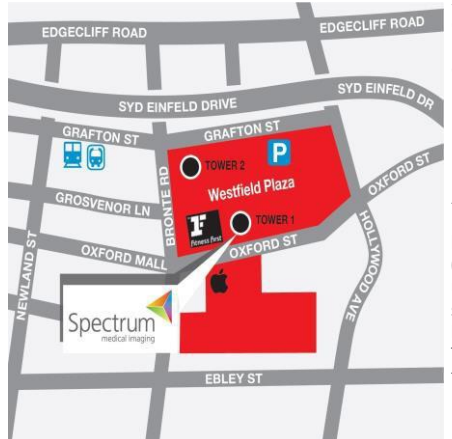 EDGECLIFF ROAD
EDGECLIFF ROAD
SYD EINFELD DR
SYD EINFELD DRIVE
GRAFTON ST
GRAFTON ST
P
TOWER 2
OXFORD ST
BRONTE RD
Westfield Plaza
GROSVENOR LN
fitness first
TOWER 1
HOLLYWOOD AVE
NEWLAND ST
OXFORD MALL
OXFORD ST
Spectrum
medical imaging
EBLEY ST